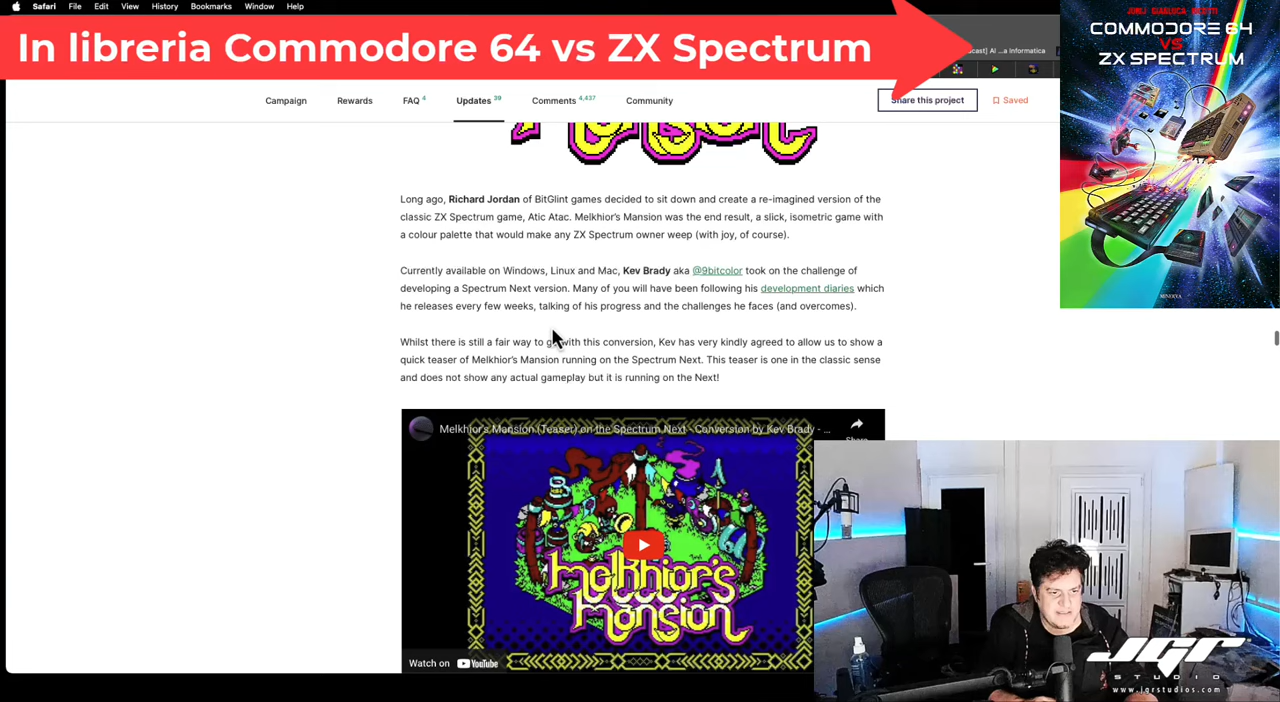 Safari File Edit View History Bookmarks Window Help
In libreria Commodore 64 vs ZX Spectrum
cast] AI ...a Informatica
COMMODORE 64
VS
ZX SPECTRUM
MINERVA
Campaign Rewards FAQ 4 Updates 39 Comments 4,437 Community Share this project Saved
Long ago, Richard Jordan of BitGlint games decided to sit down and create a re-imagined version of the
classic ZX Spectrum game, Atic Atac. Melkhior's Mansion was the end result, a slick, isometric game with
a colour palette that would make any ZX Spectrum owner weep (with joy, of course).
Currently available on Windows, Linux and Mac, Kev Brady aka @9bitcolor took on the challenge of
developing a Spectrum Next version. Many of you will have been following his development diaries which
he releases every few weeks, talking of his progress and the challenges he faces (and overcomes).
Whilst there is still a fair way to go with this conversion, Kev has very kindly agreed to allow us to show a
quick teaser of Melkhior's Mansion running on the Spectrum Next. This teaser is one in the classic sense
and does not show any actual gameplay but it is running on the Next!
Melkhior's Mansion (Teaser) on the Spectrum Next - Conversion by Kev Brady - ...
Share
melkhior's
mansion
Watch on YouTube
JGR
STUDIO
www.jgrstudios.com